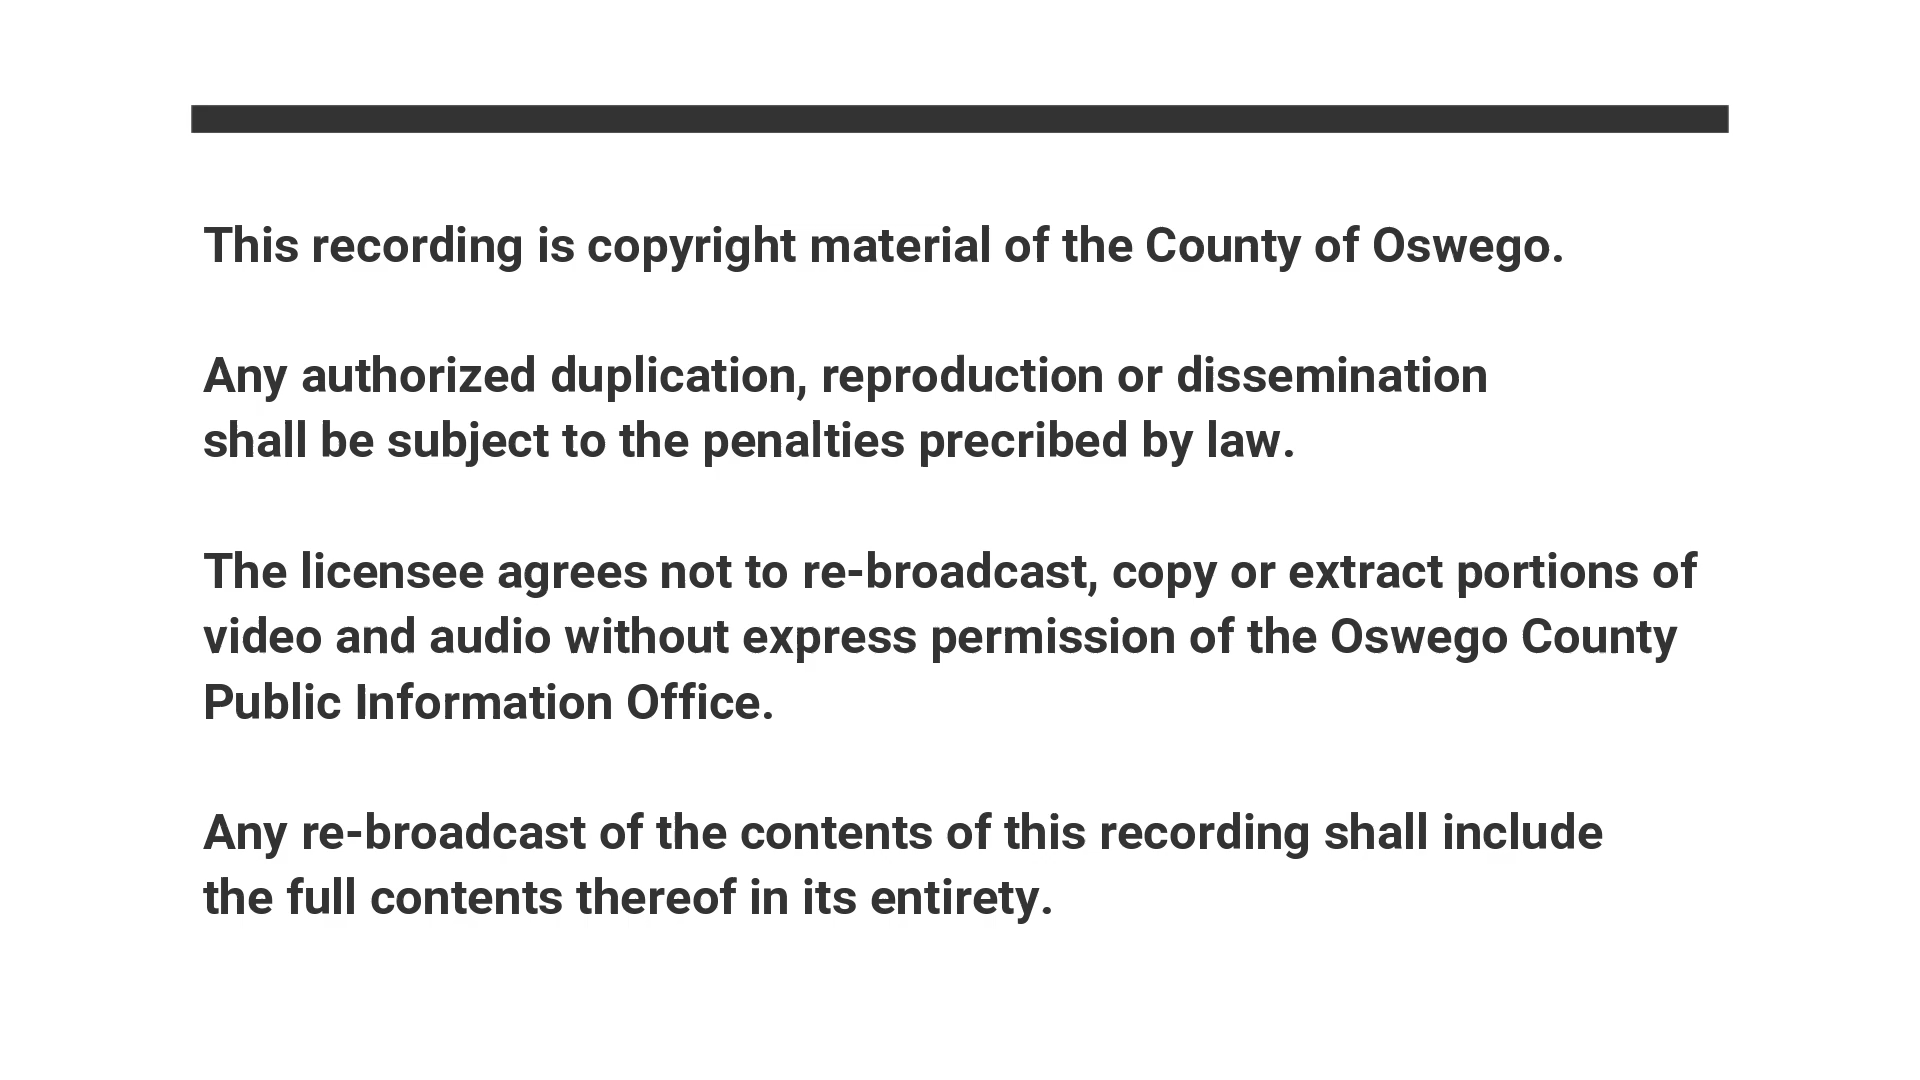 This recording is copyright material of the County of Oswego.
Any authorized duplication, reproduction or dissemination
shall be subject to the penalties precribed by law.
The licensee agrees not to re-broadcast, copy or extract portions of
video and audio without express permission of the Oswego County
Public Information Office.
Any re-broadcast of the contents of this recording shall include
the full contents thereof in its entirety.